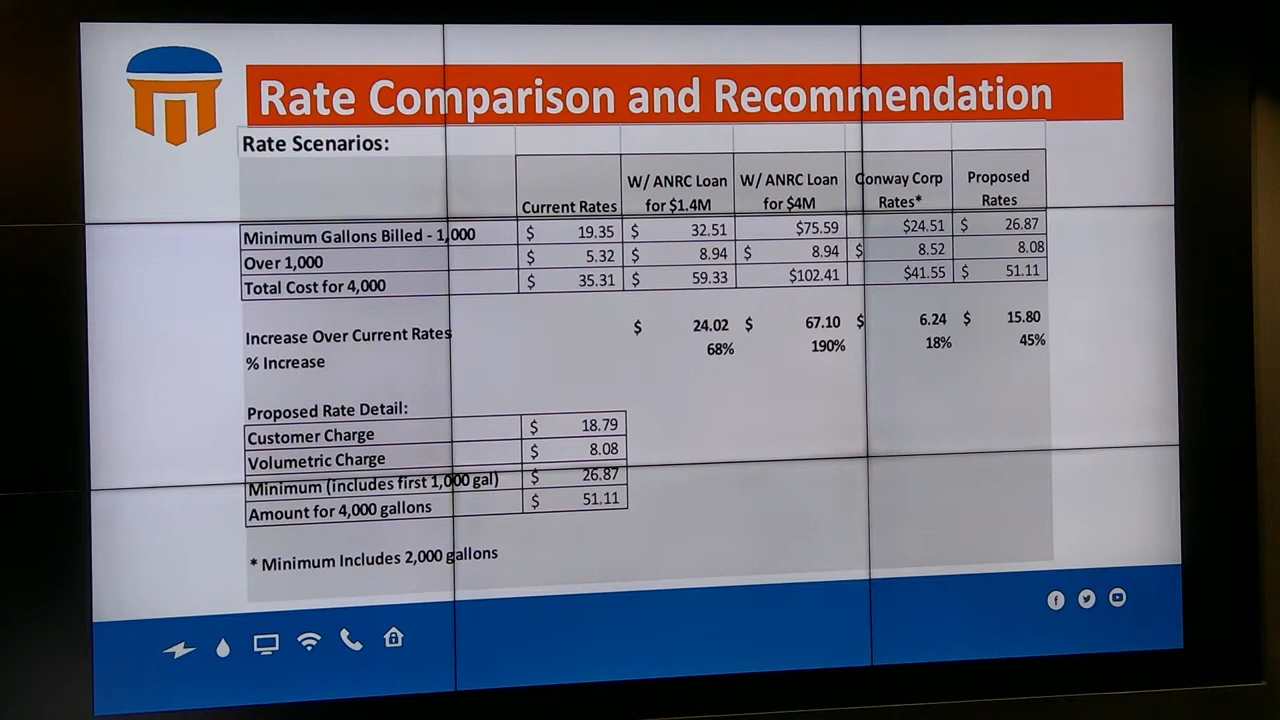 Rate Comparison and Recommendation
Rate Scenarios:
Current Rates W/ ANRC Loan for $1.4M W/ ANRC Loan for $4M Conway Corp Rates* Proposed Rates
Minimum Gallons Billed - 1,000 $ 19.35 $ 32.51 $75.59 $24.51 $ 26.87
Over 1,000 $ 5.32 $ 8.94 $ 8.94 $ 8.52 8.08
Total Cost for 4,000 $ 35.31 $ 59.33 $102.41 $41.55 $ 51.11
Increase Over Current Rates $ 24.02 $ 67.10 $ 6.24 $ 15.80
% Increase 68% 190% 18% 45%
Proposed Rate Detail:
Customer Charge $ 18.79
Volumetric Charge $ 8.08
Minimum (includes first 1,000 gal) $ 26.87
Amount for 4,000 gallons $ 51.11
* Minimum Includes 2,000 gallons